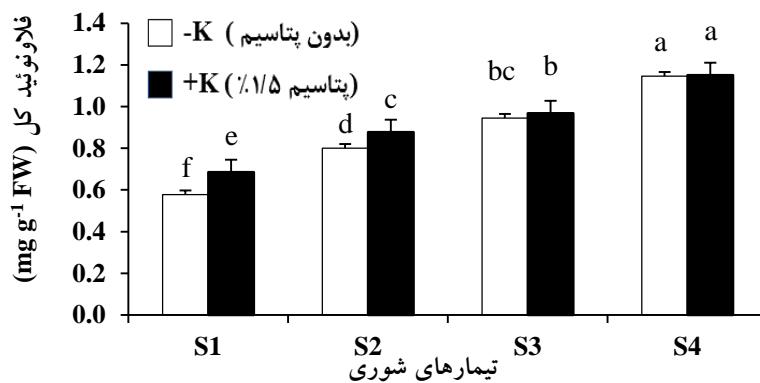 فلاونوئید کل (mg g-1 FW)
1.4
1.2
1.0
0.8
0.6
0.4
0.2
0.0
-K (بدون پتاسیم)
+K (پتاسیم ۱/۵٪)
f e d c bc b a a
S1 S2 S3 S4
تیمارهای شوری